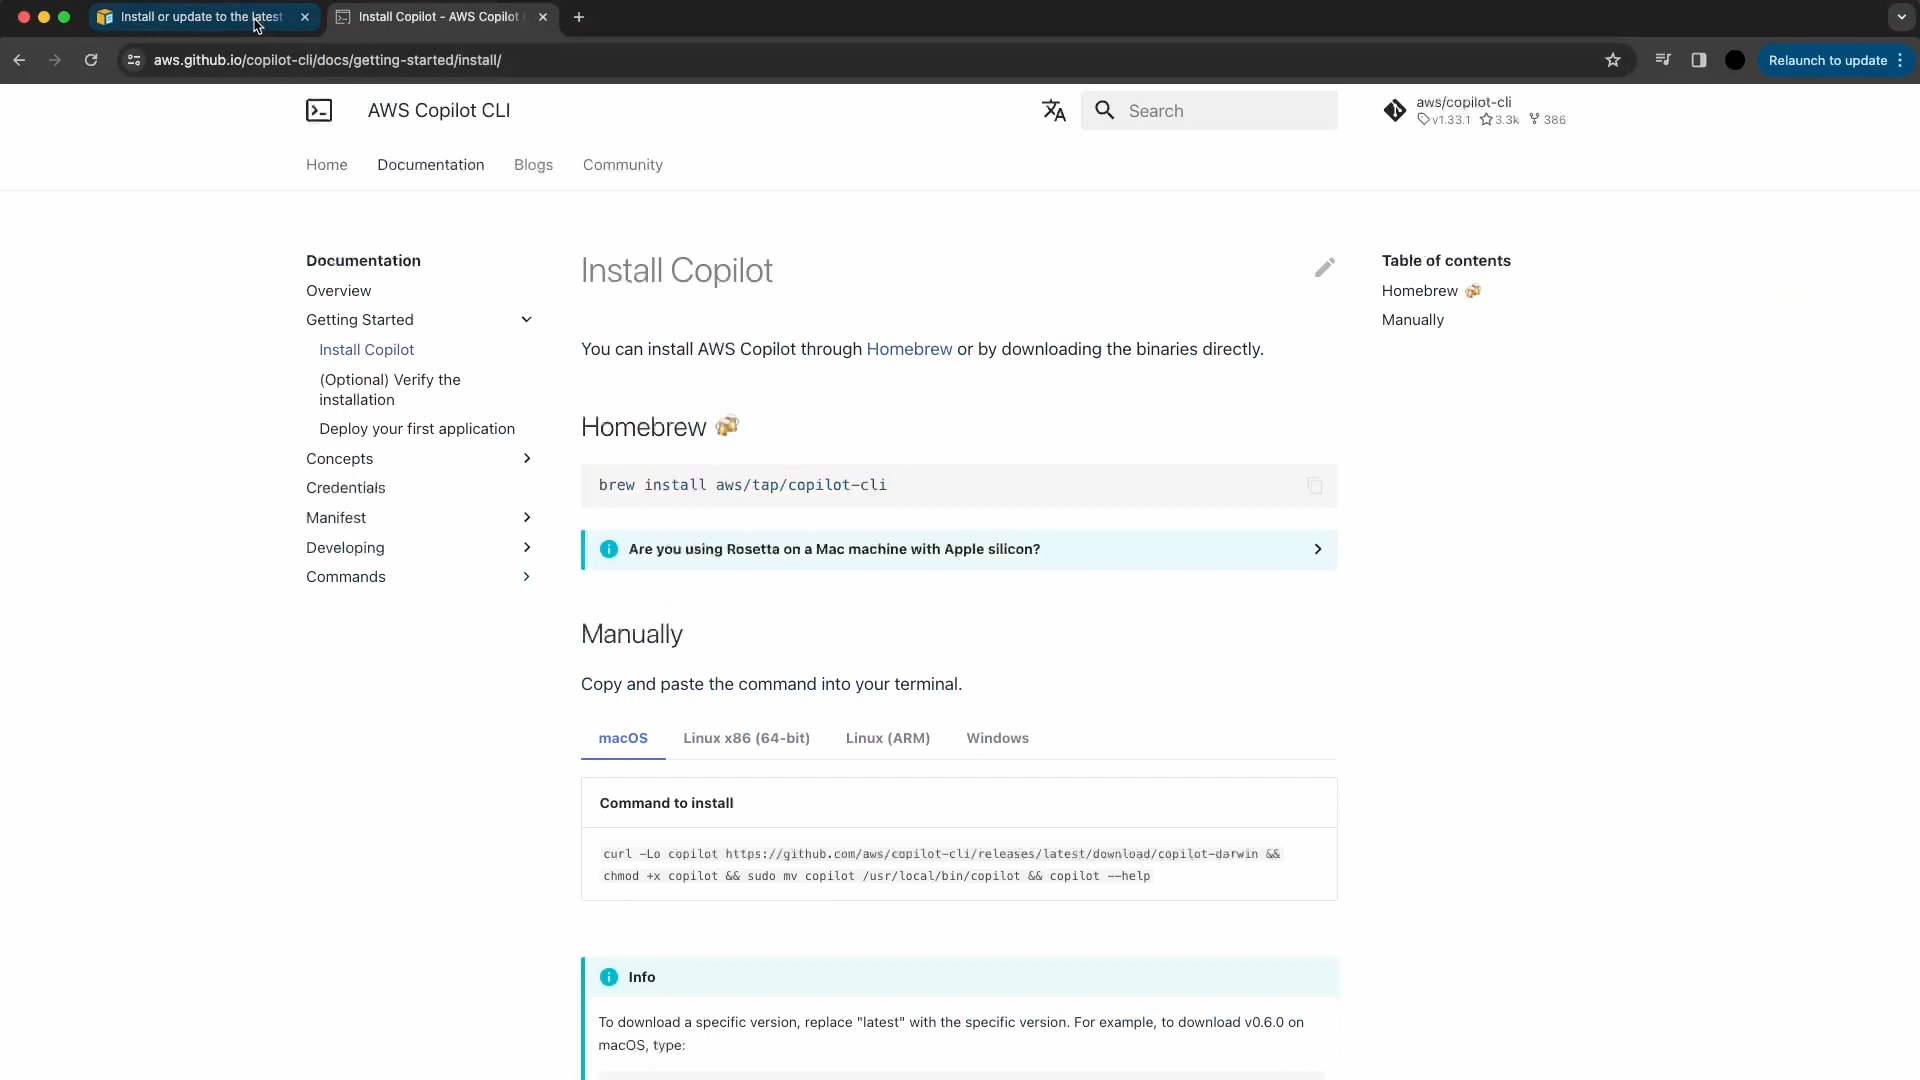 Install or update to the latest
Install Copilot - AWS Copilot
aws.github.io/copilot-cli/docs/getting-started/install/
Relaunch to update
AWS Copilot CLI
Search
aws/copilot-cli
v1.33.1 3.3k 386
Home Documentation Blogs Community
Documentation
Overview
Getting Started
Install Copilot
(Optional) Verify the
installation
Deploy your first application
Concepts
Credentials
Manifest
Developing
Commands
Install Copilot
You can install AWS Copilot through Homebrew or by downloading the binaries directly.
Homebrew 🍻
brew install aws/tap/copilot-cli
Are you using Rosetta on a Mac machine with Apple silicon?
Manually
Copy and paste the command into your terminal.
macOS Linux x86 (64-bit) Linux (ARM) Windows
Command to install
curl -Lo copilot https://github.com/aws/copilot-cli/releases/latest/download/copilot-darwin &&
chmod +x copilot && sudo mv copilot /usr/local/bin/copilot && copilot --help
Info
To download a specific version, replace "latest" with the specific version. For example, to download v0.6.0 on
macOS, type:
Table of contents
Homebrew 🍻
Manually